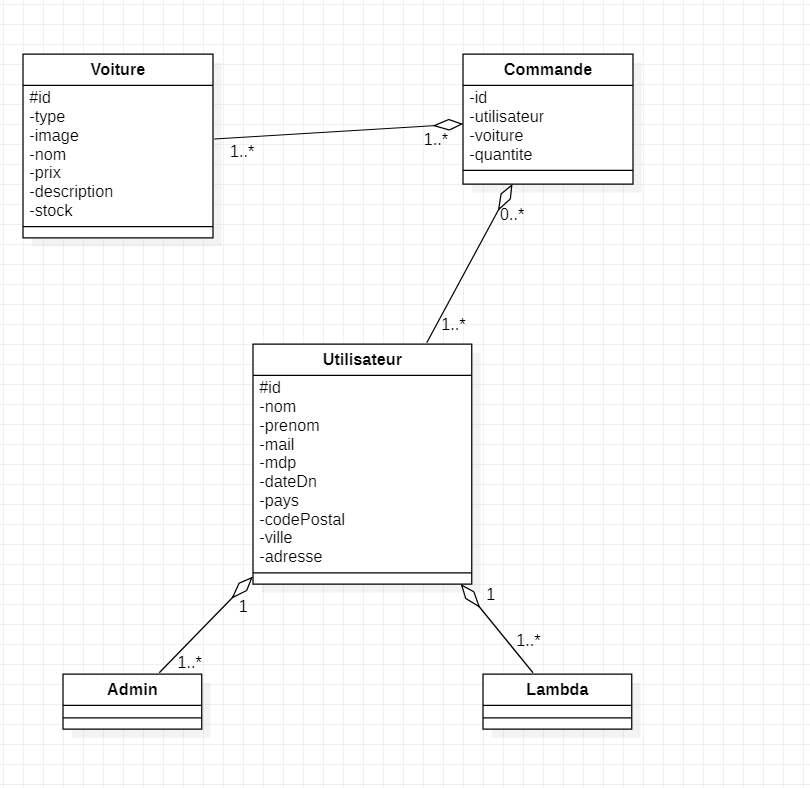 Voiture
#id
-type
-image
-nom
-prix
-description
-stock
1..*
1..*
Commande
-id
-utilisateur
-voiture
-quantite
0..*
1..*
Utilisateur
#id
-nom
-prenom
-mail
-mdp
-dateDn
-pays
-codePostal
-ville
-adresse
1
1
1..*
1..*
Admin
Lambda